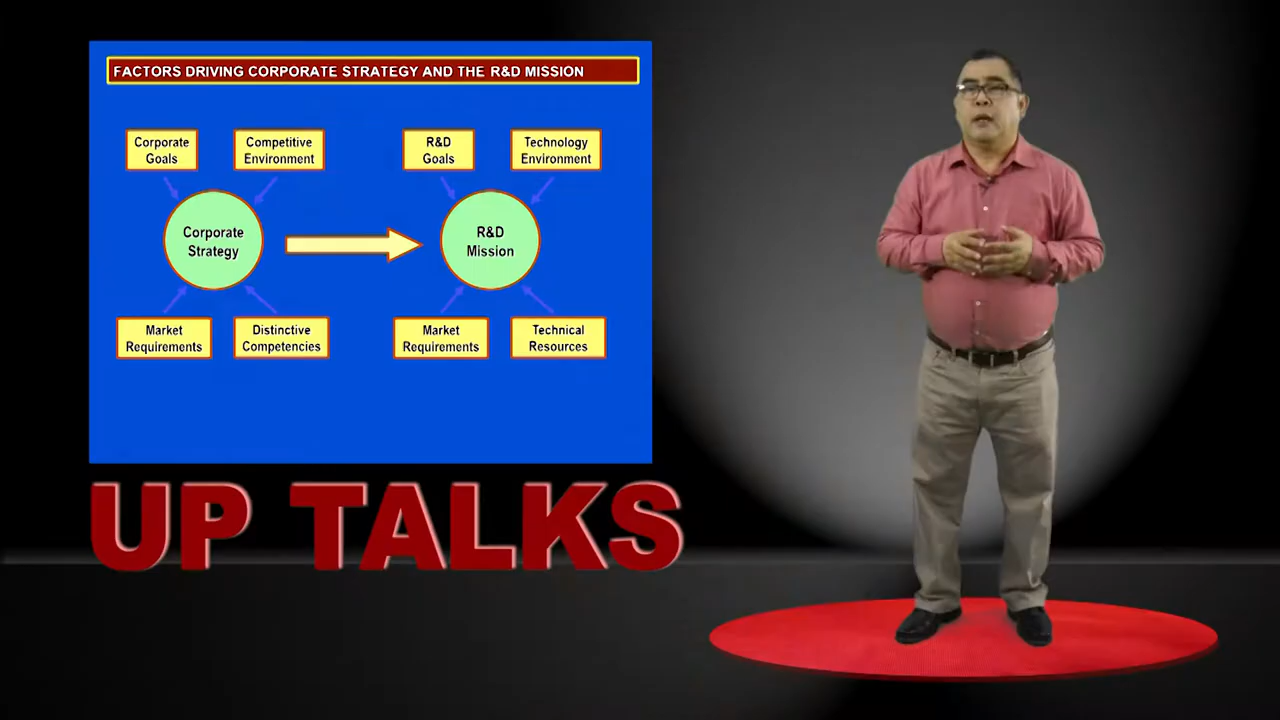 FACTORS DRIVING CORPORATE STRATEGY AND THE R&D MISSION
Corporate
Goals
Competitive
Environment
R&D
Goals
Technology
Environment
Corporate
Strategy
R&D
Mission
Market
Requirements
Distinctive
Competencies
Market
Requirements
Technical
Resources
UP TALKS